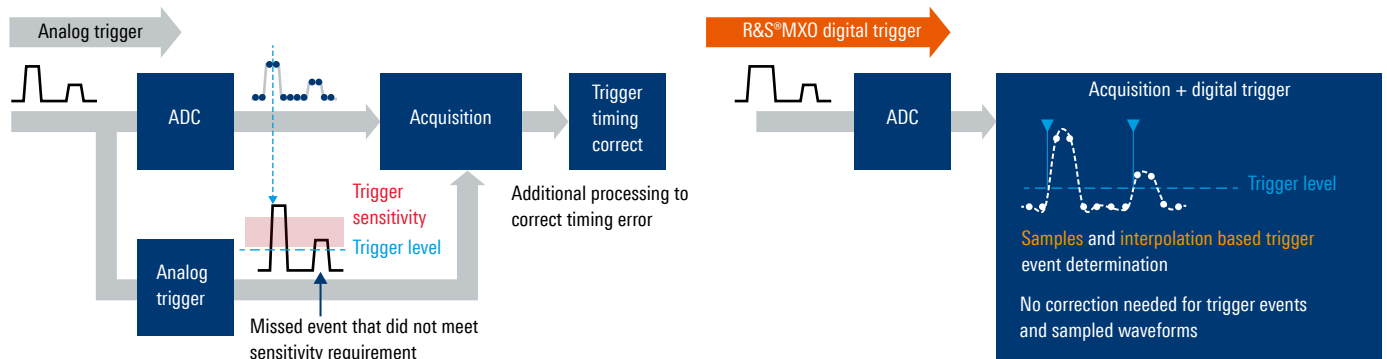 Analog trigger
ADC
Acquisition
Trigger
timing
correct
Trigger
sensitivity
Trigger level
Additional processing to
correct timing error
Analog
trigger
Missed event that did not meet
sensitivity requirement
R&S®MXO digital trigger
ADC
Acquisition + digital trigger
Trigger level
Samples and interpolation based trigger
event determination
No correction needed for trigger events
and sampled waveforms